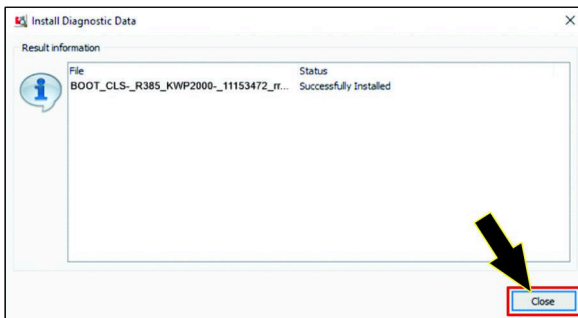 Install Diagnostic Data
Result information
File Status
BOOT_CLS-_R385_KWP2000-_11153472_rr... Successfully Installed
Close